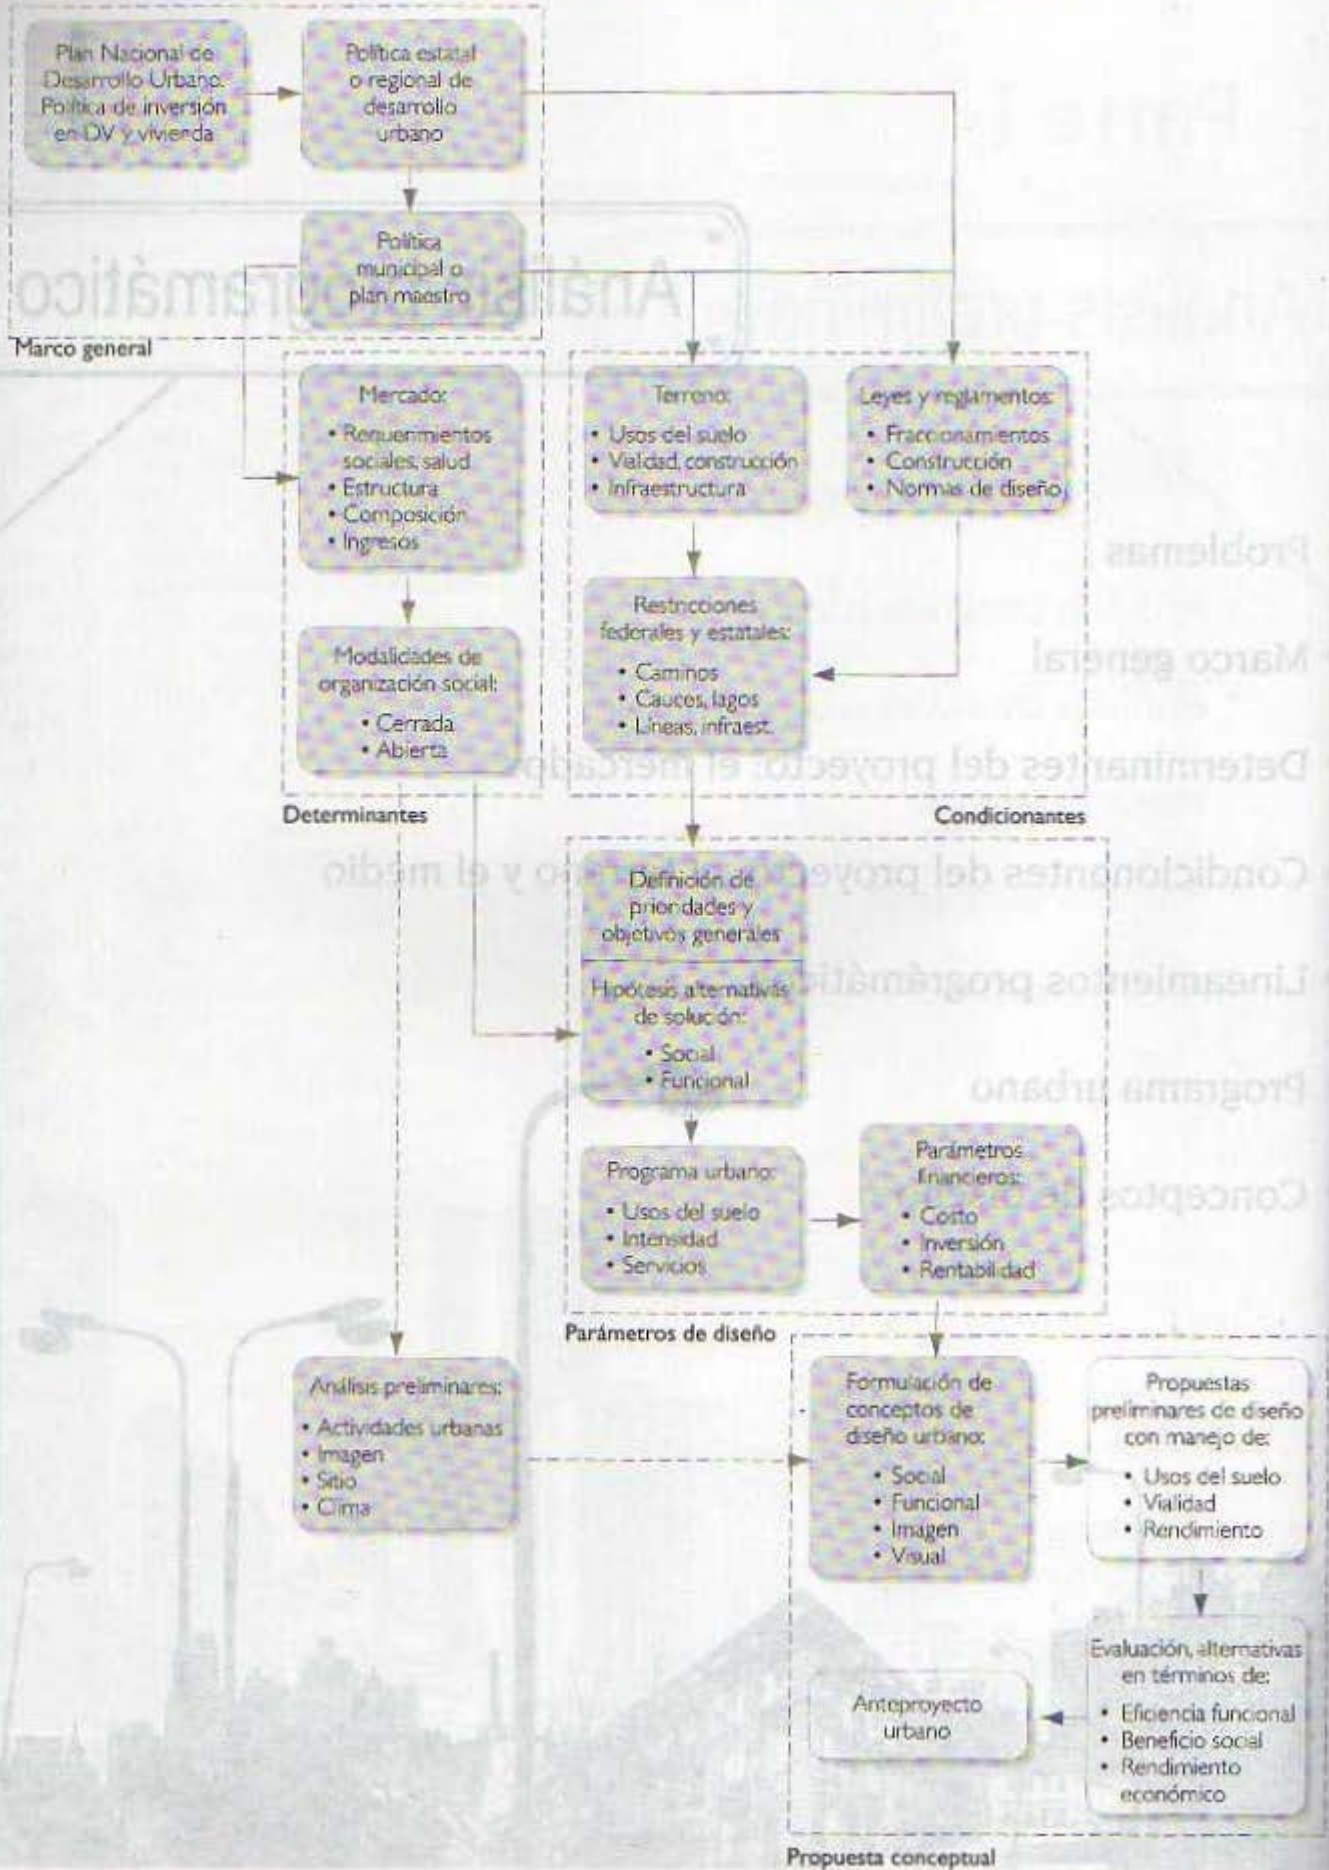 Plan Nacional de
Desarrollo Urbano.
Política de inversión
en DV y vivienda
Política estatal
o regional de
desarrollo
urbano
Política
municipal o
plan maestro
Marco general
Mercado:
• Requerimientos
sociales, salud
• Estructura
• Composición
• Ingresos
Modalidades de
organización social:
• Cerrada
• Abierta
Determinantes
Terreno:
• Usos del suelo
• Vialidad, construcción
• Infraestructura
Leyes y reglamentos:
• Fraccionamientos
• Construcción
• Normas de diseño
Restricciones
federales y estatales:
• Caminos
• Cauces, lagos
• Líneas, infraest.
Condicionantes
Definición de
prioridades y
objetivos generales
Hipótesis alternativas
de solución:
• Social
• Funcional
Programa urbano:
• Usos del suelo
• Intensidad
• Servicios
Parámetros
financieros:
• Costo
• Inversión
• Rentabilidad
Parámetros de diseño
Análisis preliminares:
• Actividades urbanas
• Imagen
• Sitio
• Clima
Formulación de
conceptos de
diseño urbano:
• Social
• Funcional
• Imagen
• Visual
Propuestas
preliminares de diseño
con manejo de:
• Usos del suelo
• Vialidad
• Rendimiento
Evaluación, alternativas
en términos de:
• Eficiencia funcional
• Beneficio social
• Rendimiento
económico
Anteproyecto
urbano
Propuesta conceptual
Análisis programático
Problemas
Marco general
Determinantes del proyecto: el mercado
Condicionantes del proyecto y el medio
Lineamientos
Programa urbano
Conceptos de